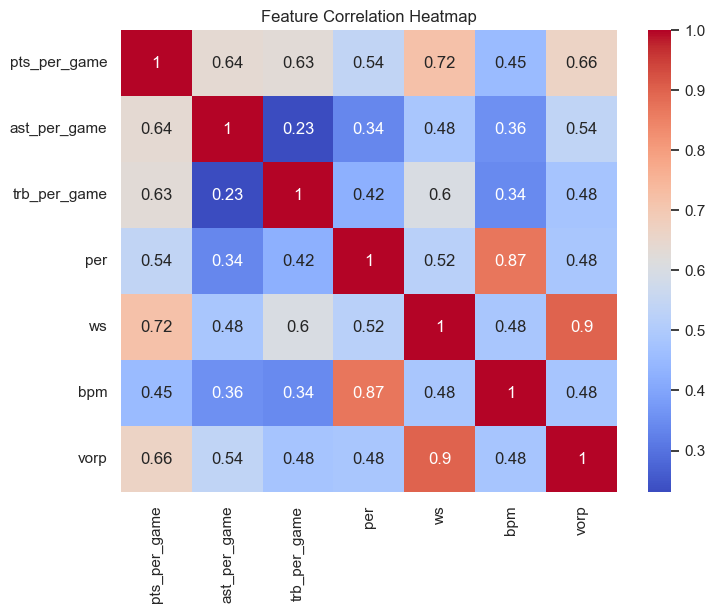 Feature Correlation Heatmap
pts_per_game 1 0.64 0.63 0.54 0.72 0.45 0.66
ast_per_game 0.64 1 0.23 0.34 0.48 0.36 0.54
trb_per_game 0.63 0.23 1 0.42 0.6 0.34 0.48
per 0.54 0.34 0.42 1 0.52 0.87 0.48
ws 0.72 0.48 0.6 0.52 1 0.48 0.9
bpm 0.45 0.36 0.34 0.87 0.48 1 0.48
vorp 0.66 0.54 0.48 0.48 0.9 0.48 1
pts_per_game ast_per_game trb_per_game per ws bpm vorp
1.0
0.9
0.8
0.7
0.6
0.5
0.4
0.3